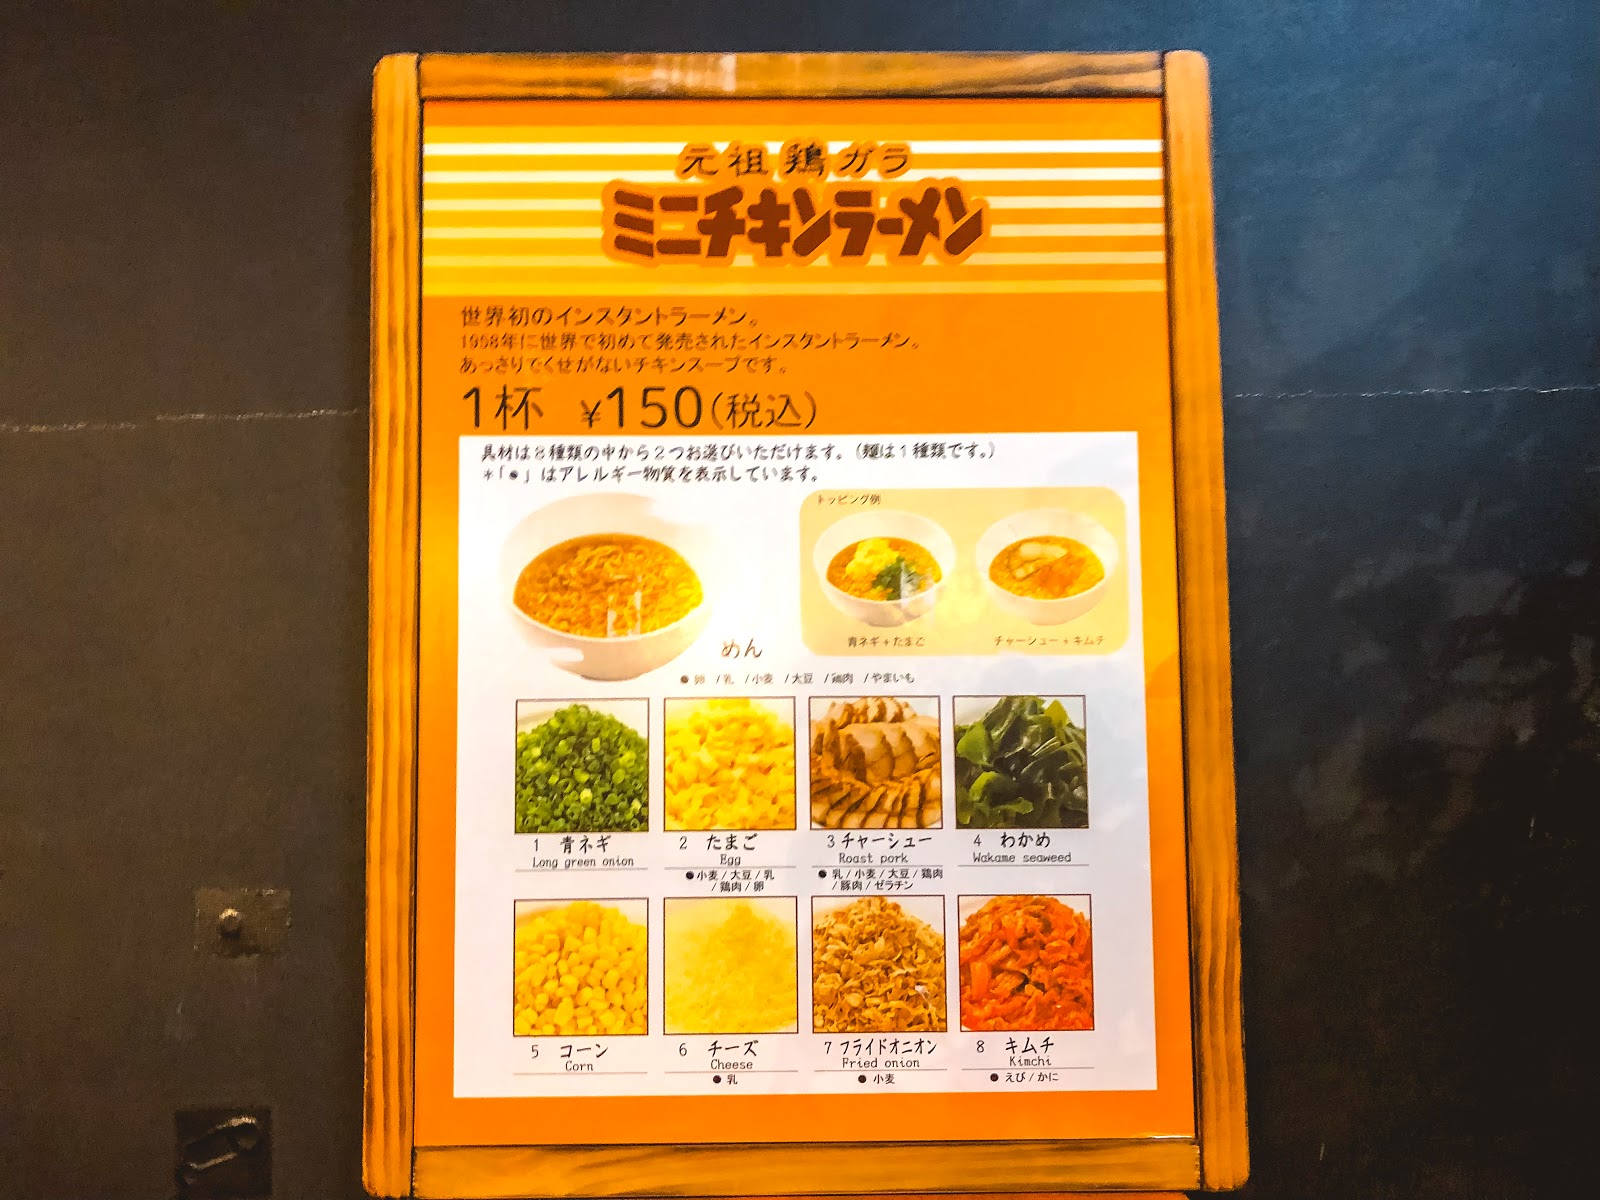 元祖鶏ガラ
ミニチキンラーメン
世界初のインスタントラーメン。
1958年に世界で初めて発売されたインスタントラーメン。
あっさりでくせがないチキンスープです。
1杯 ¥150(税込)
具材は8種類の中から2つお選びいただけます。(麺は1種類です。)
*「●」はアレルギー物質を表示しています。
トッピング例
青ネギ+たまご
チャーシュー+キムチ
めん
● 卵 /乳 /小麦 /大豆 /鶏肉 /やまいも
1 青ネギ
Long green onion
2 たまご
Egg
●小麦/大豆/乳
/鶏肉/卵
3 チャーシュー
Roast pork
● 乳/小麦/大豆/鶏肉
/豚肉/ゼラチン
4 わかめ
Wakame seaweed
5 コーン
Corn
6 チーズ
Cheese
● 乳
7 フライドオニオン
Fried onion
● 小麦
8 キムチ
Kimchi
● えび/かに